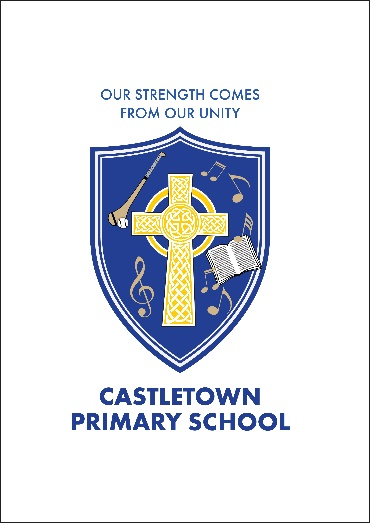 OUR STRENGTH COMES
FROM OUR UNITY
CASTLETOWN
PRIMARY SCHOOL